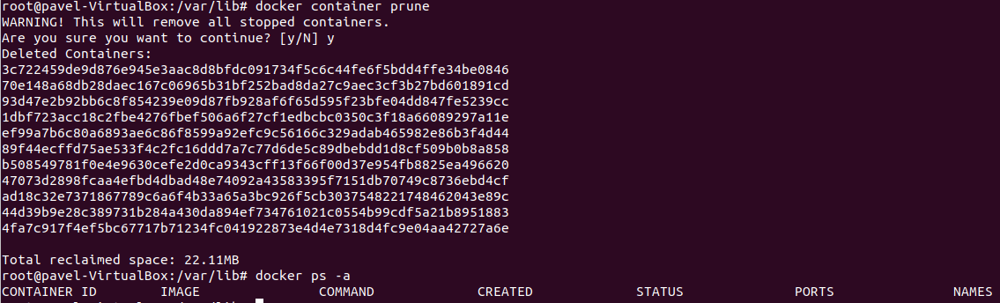 root@pavel-VirtualBox:/var/lib# docker container prune
WARNING! This will remove all stopped containers.
Are you sure you want to continue? [y/N] y
Deleted Containers:
3c722459de9d876e945e3aac8d8bfdc091734f5c6c44fe6f5bdd4ffe34be0846
70e148a68db28daec167c06965b31bf252bad8da27c9aec3cf3b27bd601891cd
93d47e2b92bb6c8f854239e09d87fb928af6f65d595f23bfe04dd847fe5239cc
1dbf723acc18c2fbe4276fbef506a6f27cf1edbcbc0350c3f18a66089297a11e
ef99a7b6c80a6893ae6c86f8599a92efc9c56166c329adab465982e86b3f4d44
89f44ecffd75ae533f4c2fc16ddd7a7c77d6de5c89dbebdd1d8cf509b0b8a858
b508549781f0e4e9630cefe2d0ca9343cff13f66f00d37e954fb8825ea496620
47073d2898fcaa4efbd4dbad48e74092a43583395f7151db70749c8736ebd4cf
ad18c32e7371867789c6a6f4b33a65a3bc926f5cb3037548221748462043e89c
44d39b9e28c389731b284a430da894ef734761021c0554b99cdf5a21b8951883
4fa7c917f4ef5bc67717b71234fc041922873e4d4e7318d4fc9e04aa42727a6e
Total reclaimed space: 22.11MB
root@pavel-VirtualBox:/var/lib# docker ps -a
CONTAINER ID IMAGE COMMAND CREATED STATUS PORTS NAMES